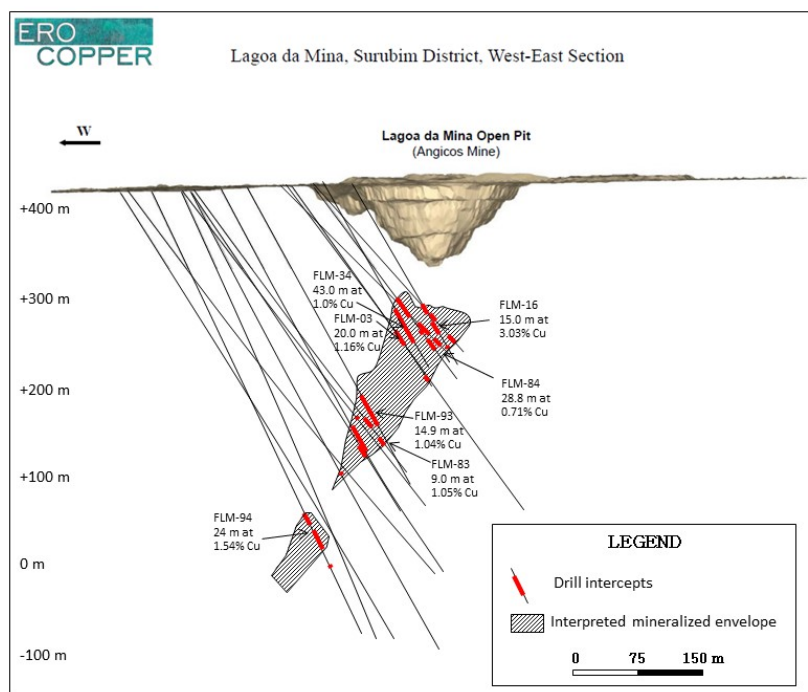 ERO
COPPER
Lagoa da Mina, Surubim District, West-East Section
W
Lagoa da Mina Open Pit
(Angicos Mine)
+400 m
+300 m
+200 m
+100 m
0 m
-100 m
FLM-34
43.0 m at
1.0% Cu
FLM-03
20.0 m at
1.16% Cu
FLM-16
15.0 m at
3.03% Cu
FLM-84
28.8 m at
0.71% Cu
FLM-93
14.9 m at
1.04% Cu
FLM-83
9.0 m at
1.05% Cu
FLM-94
24 m at
1.54% Cu
LEGEND
Drill intercepts
Interpreted mineralized envelope
0 75 150 m